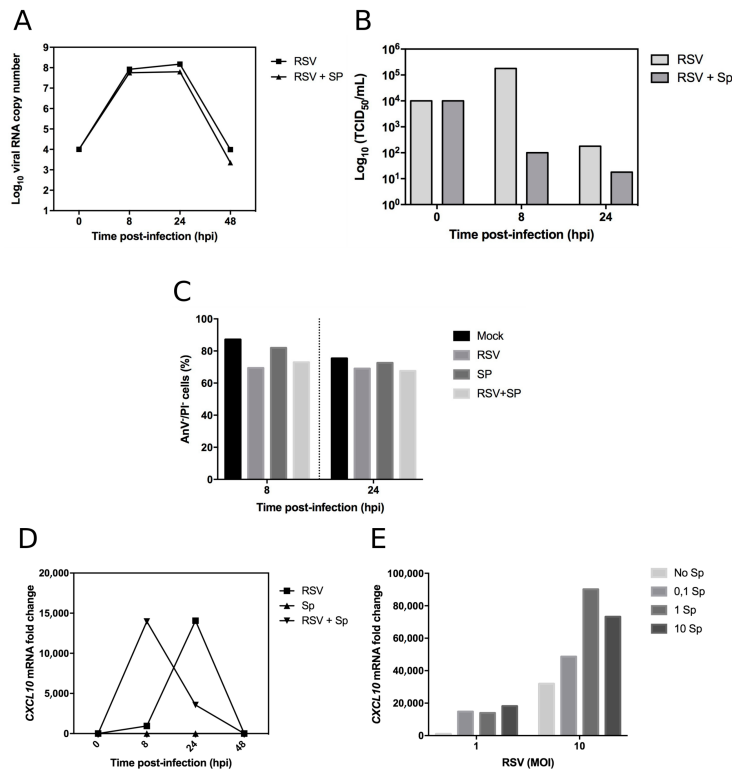 A
Log10 viral RNA copy number
9
8
7
6
5
4
3
2
1
0 8 24 48
Time post-infection (hpi)
RSV
RSV + SP
B
Log10 (TCID50/mL)
10^6
10^5
10^4
10^3
10^2
10^1
10^0
0 8 24
Time post-infection (hpi)
RSV
RSV + Sp
C
AnV-/PI- cells (%)
100
80
60
40
20
0
8 24
Time post-infection (hpi)
Mock
RSV
SP
RSV+SP
D
CXCL10 mRNA fold change
20,000
15,000
10,000
5,000
0
0 8 24 48
Time post-infection (hpi)
RSV
Sp
RSV + Sp
E
CXCL10 mRNA fold change
100,000
80,000
60,000
40,000
20,000
0
1 10
RSV (MOI)
No Sp
0,1 Sp
1 Sp
10 Sp